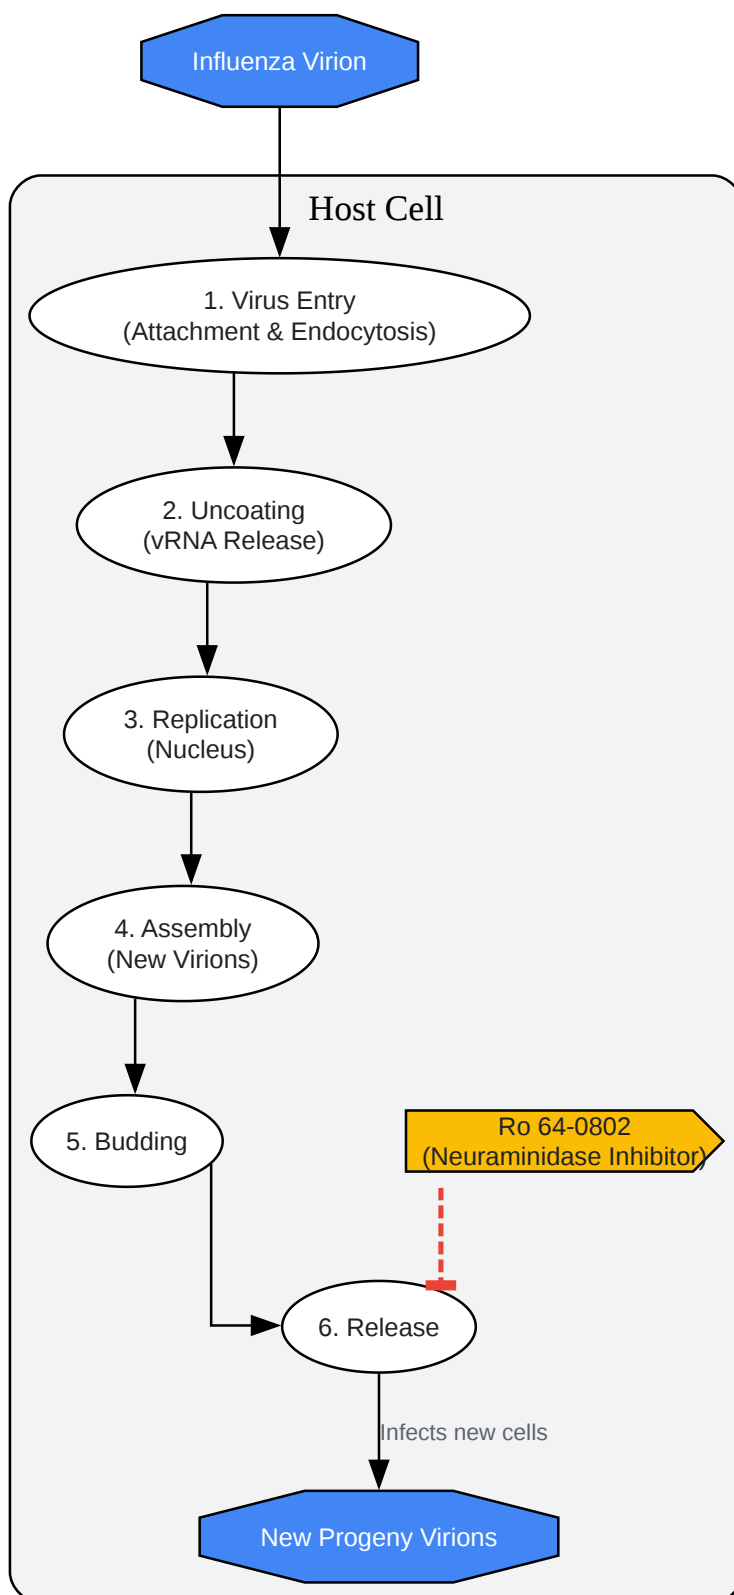 Influenza Virion
Host Cell
1. Virus Entry
(Attachment & Endocytosis)
2. Uncoating
(vRNA Release)
3. Replication
(Nucleus)
4. Assembly
(New Virions)
5. Budding
Ro 64-0802
(Neuraminidase Inhibitor)
6. Release
Infects new cells
New Progeny Virions